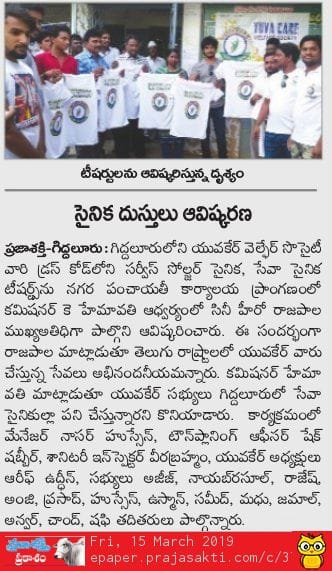 YUVA CARE
WELFARE SOCIETY
టీషర్టులను ఆవిష్కరిస్తున్న దృశ్యం
సైనిక దుస్తులు ఆవిష్కరణ
ప్రజాశక్తి-గిద్దలూరు: గిద్దలూరులోని యువకేర్ వెల్ఫేర్ సొసైటీ
వారి డ్రస్ కోడ్‌లోని సర్వీస్ సోల్జర్ సైనిక, సేవా సైనిక
టీషర్ట్స్‌ను నగర పంచాయతీ కార్యాలయ ప్రాంగణంలో
కమిషనర్ కె హేమావతి ఆధ్వర్యంలో సినీ హీరో రాజపాల
ముఖ్యఅతిథిగా పాల్గొని ఆవిష్కరించారు. ఈ సందర్భంగా
రాజపాల మాట్లాడుతూ తెలుగు రాష్ట్రాలలో యువకేర్ వారు
చేస్తున్న సేవలు అభినందనీయమన్నారు. కమిషనర్ హేమా
వతి మాట్లాడుతూ యువకేర్ సభ్యులు గిద్దలూరులో సేవా
సైనికుల్లా పని చేస్తున్నారని కొనియాడారు. కార్యక్రమంలో
మేనేజర్ నాసర్ హుస్సేన్, టౌన్‌ప్లానింగ్ ఆఫీసర్ షేక్
షబ్బీర్, శానిటరీ ఇన్‌స్పెక్టర్ వీరబ్రహ్మం, యువకేర్ అధ్యక్షులు
ఆరీఫ్ ఉద్దీన్, సభ్యులు అజీజ్, నాయబ్‌రసూల్, రాజేష్,
అంజి, ప్రసాద్, హుస్సేన్, ఉస్మాన్, సమీద్, మధు, జమాల్,
అన్వర్, చాంద్, షఫి తదితరులు పాల్గొన్నారు.
ప్రజాశక్తి
ప్రకాశం
Fri, 15 March 2019
epaper.prajasakti.com/c/3